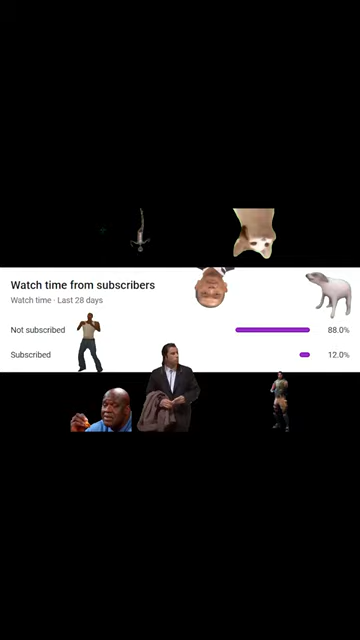 Watch time from subscribers
Watch time · Last 28 days
Not subscribed 88.0%
Subscribed 12.0%